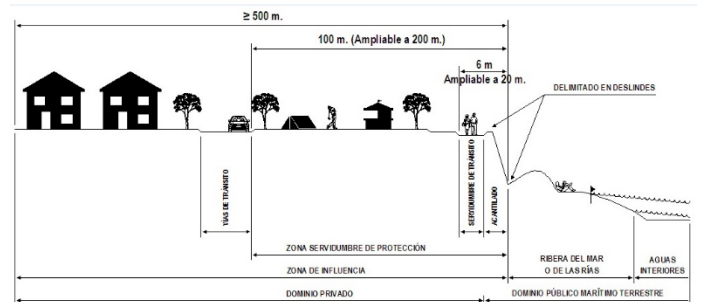 ≥ 500 m.
100 m. (Ampliable a 200 m.)
6 m
Ampliable a 20 m.
DELIMITADO EN DESLINDES
VÍAS DE TRÁNSITO
SERVIDUMBRE DE TRÁNSITO
ACANTILADO
ZONA SERVIDUMBRE DE PROTECCIÓN
ZONA DE INFLUENCIA
RIBERA DEL MAR
O DE LAS RÍAS
AGUAS
INTERIORES
DOMINIO PRIVADO
DOMINIO PÚBLICO MARÍTIMO TERRESTRE